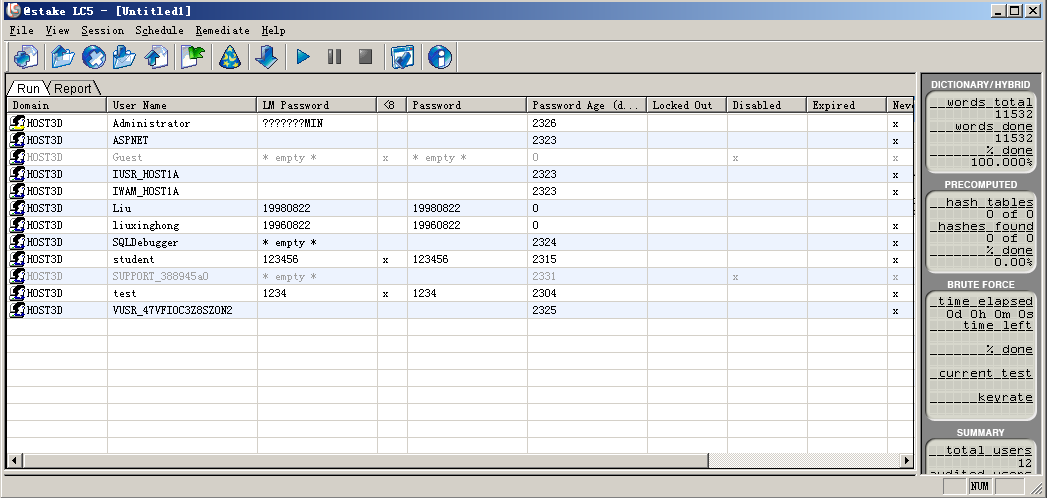 @stake LC5 - [Untitled1]
File View Session Schedule Remediate Help
Run Report
Domain User Name LM Password <8 Password Password Age (d... Locked Out Disabled Expired Neve
HOST3D Administrator ???????MIN 2326 x
HOST3D ASPNET 2323 x
HOST3D Guest * empty * x * empty * 0 x x
HOST3D IUSR_HOST1A 2323 x
HOST3D IWAM_HOST1A 2323 x
HOST3D Liu 19980822 19980822 0
HOST3D liuxinghong 19960822 19960822 0 x
HOST3D SQLDebugger * empty * 2324 x
HOST3D student 123456 x 123456 2315 x
HOST3D SUPPORT_388945a0 * empty * 2331 x x
HOST3D test 1234 x 1234 2304 x
HOST3D VUSR_47VFIOC3Z8SZON2 2325 x
DICTIONARY/HYBRID
words total
11532
words done
11532
% done
100.000%
PRECOMPUTED
hash tables
0 of 0
hashes found
0 of 0
% done
0.00%
BRUTE FORCE
time elapsed
0d 0h 0m 0s
time left
% done
current test
keyrate
SUMMARY
total users
12
audited users
NUM